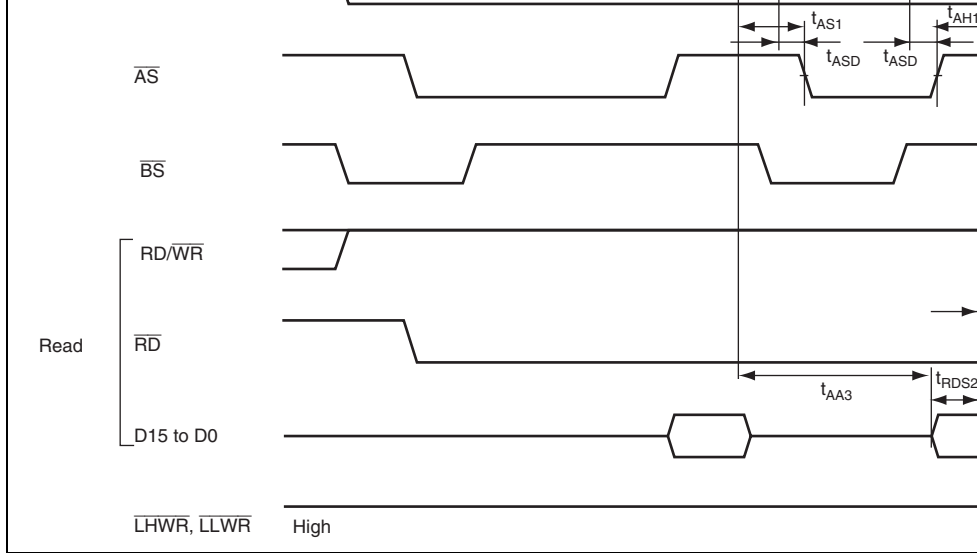 tAS1
tAH1
tASD
tASD
AS
BS
RD/WR
Read
RD
tAA3
tRDS2
D15 to D0
LHWR, LLWR High